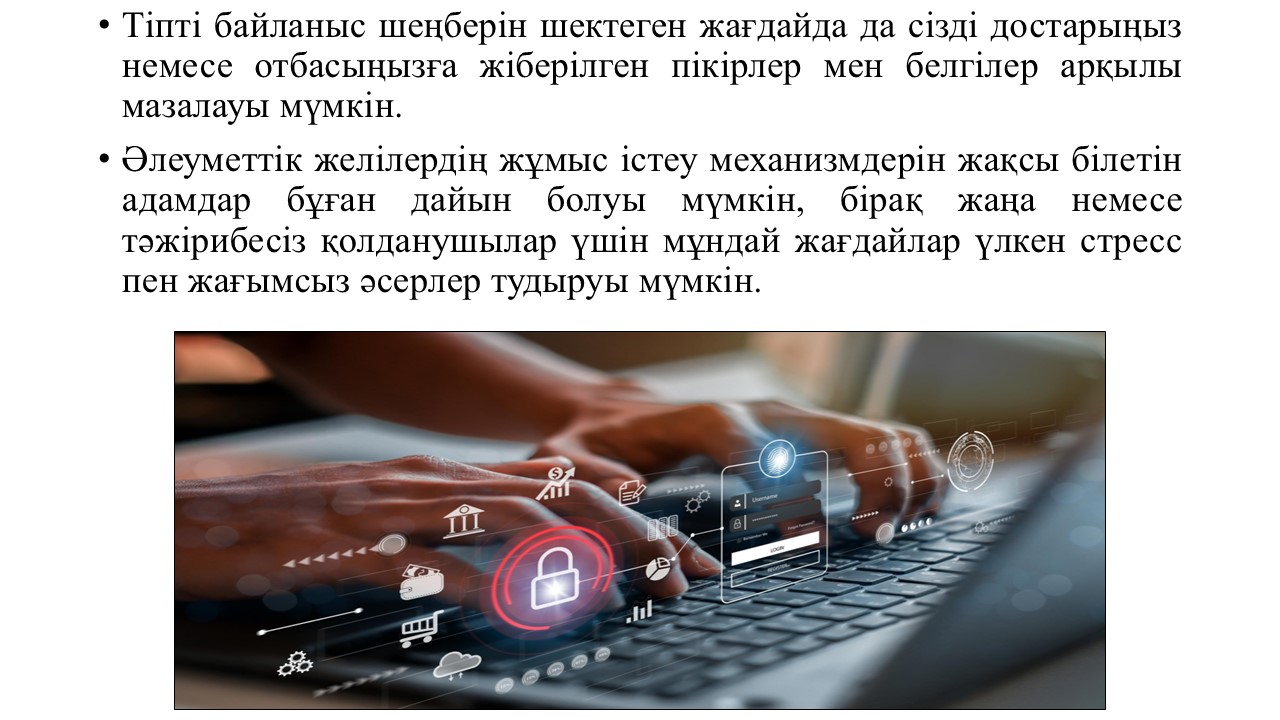 • Тіпті байланыс шеңберін шектеген жағдайда да сізді достарыңыз
немесе отбасыңызға жіберілген пікірлер мен белгілер арқылы
мазалауы мүмкін.
• Әлеуметтік желілердің жұмыс істеу механизмдерін жақсы білетін
адамдар бұған дайын болуы мүмкін, бірақ жаңа немесе
тәжірибесіз қолданушылар үшін мұндай жағдайлар үлкен стресс
пен жағымсыз әсерлер тудыруы мүмкін.
Username
LOGIN